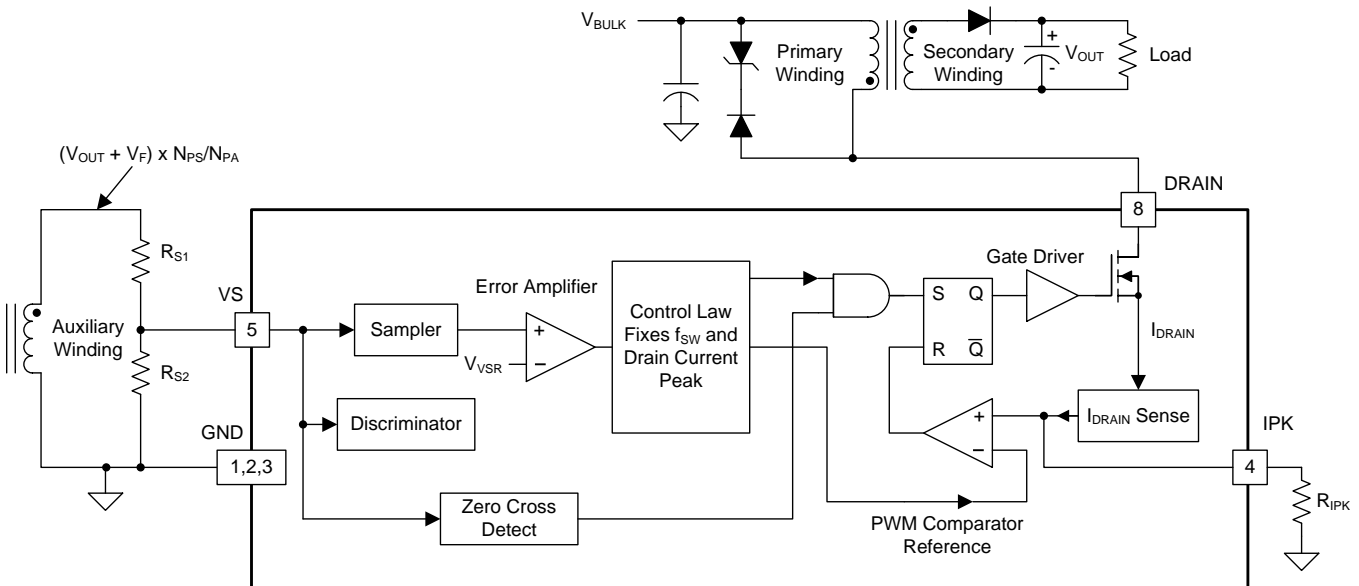 VBULK
Primary
Winding
Secondary
Winding
+
VOUT
-
Load
(VOUT + VF) x NPS/NPA
DRAIN
8
RS1
VS
5
Auxiliary
Winding
RS2
GND
1,2,3
Sampler
Error Amplifier
+
VVSR
−
Control Law
Fixes fSW and
Drain Current
Peak
Discriminator
Zero Cross
Detect
S Q
R Q̅
Gate Driver
IDRAIN
IDRAIN Sense
+
−
PWM Comparator
Reference
IPK
4
RIPK